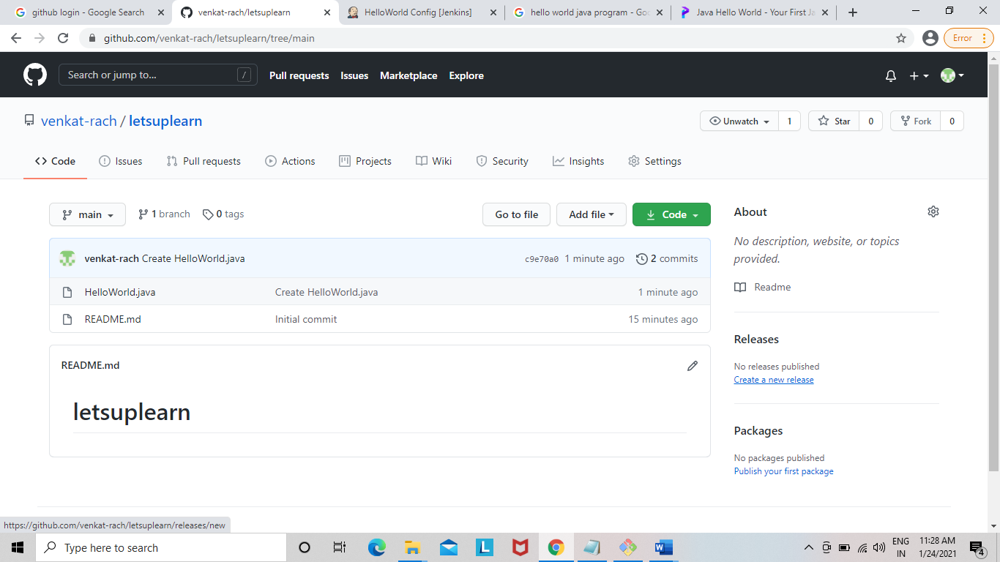 github login - Google Search
venkat-rach/letsuplearn
HelloWorld Config [Jenkins]
hello world java program - Goo
Java Hello World - Your First Ja
github.com/venkat-rach/letsuplearn/tree/main
Error
Search or jump to... /
Pull requests Issues Marketplace Explore
venkat-rach / letsuplearn
Unwatch 1 Star 0 Fork 0
Code Issues Pull requests Actions Projects Wiki Security Insights Settings
main 1 branch 0 tags
Go to file Add file Code
venkat-rach Create HelloWorld.java c9e70a0 1 minute ago 2 commits
HelloWorld.java Create HelloWorld.java 1 minute ago
README.md Initial commit 15 minutes ago
README.md
letsuplearn
About
No description, website, or topics
provided.
Readme
Releases
No releases published
Create a new release
Packages
No packages published
Publish your first package
https://github.com/venkat-rach/letsuplearn/releases/new
Type here to search
L
W
ENG
IN
11:28 AM
1/24/2021
4